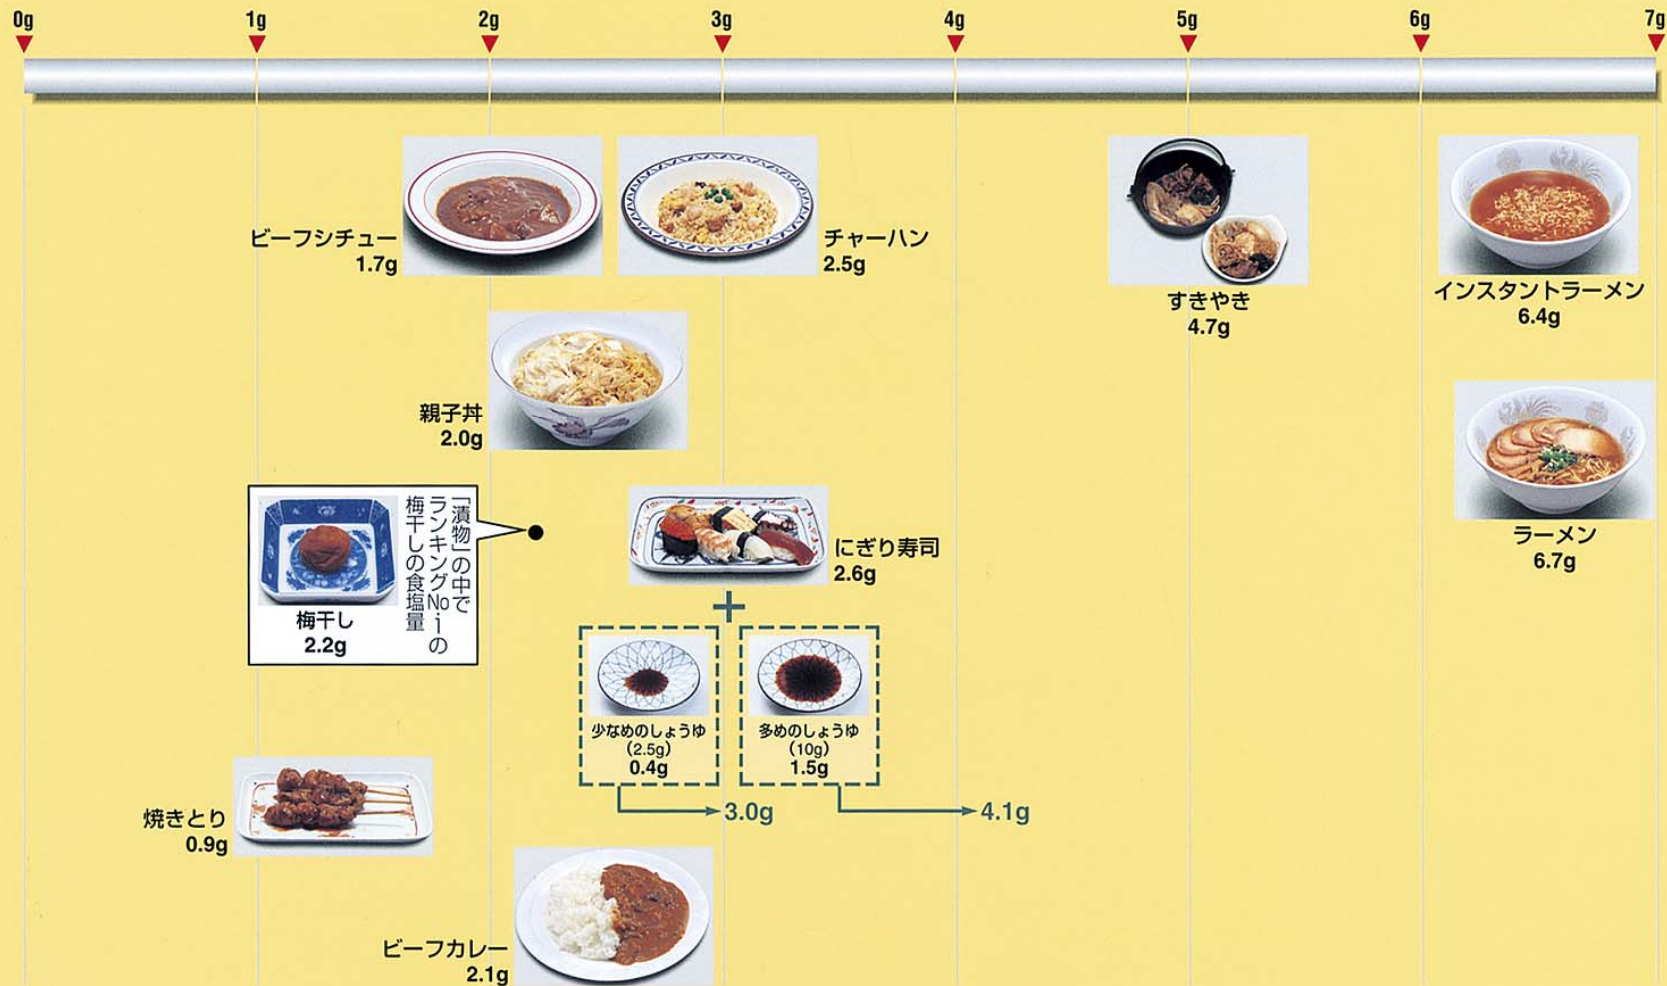 0g 1g 2g 3g 4g 5g 6g 7g
ビーフシチュー
1.7g
チャーハン
2.5g
すきやき
4.7g
インスタントラーメン
6.4g
親子丼
2.0g
ラーメン
6.7g
「漬物」の中で
ランキングNo1の
梅干しの食塩量
梅干し
2.2g
にぎり寿司
2.6g
+
少なめのしょうゆ
(2.5g)
0.4g
多めのしょうゆ
(10g)
1.5g
3.0g
4.1g
焼きとり
0.9g
ビーフカレー
2.1g